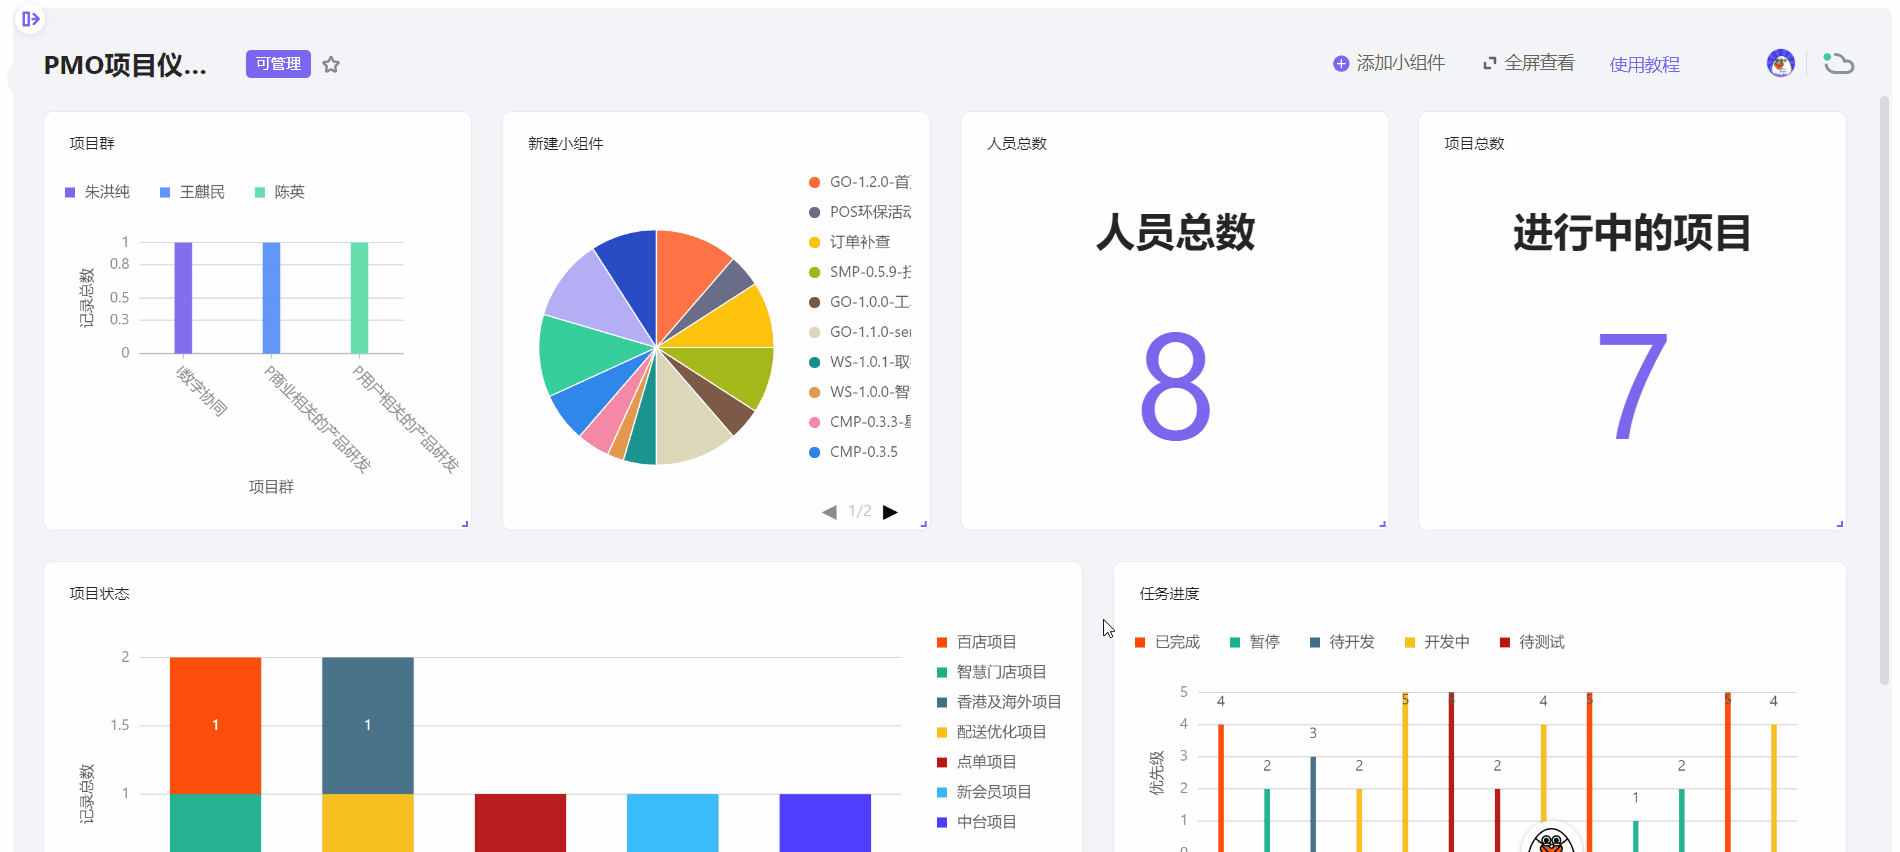 PMO项目仪...
可管理
添加小组件
全屏查看
使用教程
项目群
朱洪纯
王麒民
陈英
1
0.8
0.5
0.3
0
记录总数
I数字协同
P商业相关的产品研发
P用户相关的产品研发
项目群
新建小组件
GO-1.2.0-首
POS环保活动
订单补查
SMP-0.5.9-扫
GO-1.0.0-工
GO-1.1.0-ser
WS-1.0.1-取
WS-1.0.0-智
CMP-0.3.3-星
CMP-0.3.5
1/2
人员总数
人员总数
8
项目总数
进行中的项目
7
项目状态
2
1.5
1
记录总数
1
1
百店项目
智慧门店项目
香港及海外项目
配送优化项目
点单项目
新会员项目
中台项目
任务进度
已完成
暂停
待开发
开发中
待测试
5
4
3
2
1
0
优先级
4
2
3
2
5
5
2
4
5
1
2
5
4